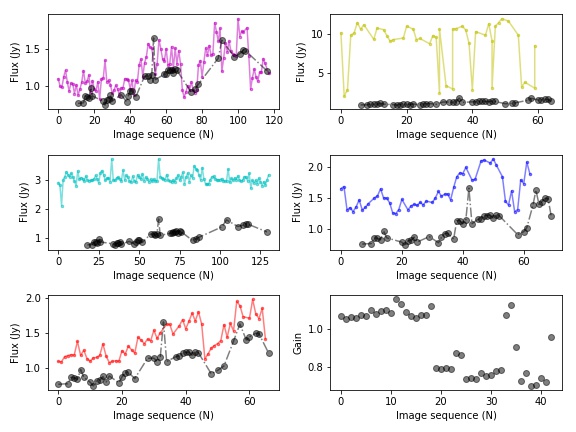 Flux (Jy)
1.5
1.0
0 20 40 60 80 100 120
Image sequence (N)
Flux (Jy)
10
5
0 20 40 60
Image sequence (N)
Flux (Jy)
3
2
1
0 25 50 75 100 125
Image sequence (N)
Flux (Jy)
2.0
1.5
1.0
0 20 40 60
Image sequence (N)
Flux (Jy)
2.0
1.5
1.0
0 20 40 60
Image sequence (N)
Gain
1.0
0.8
0 10 20 30 40
Image sequence (N)